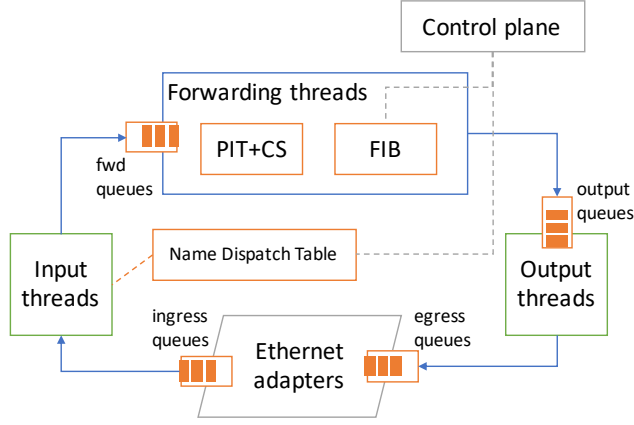 Control plane
Forwarding threads
PIT+CS
FIB
fwd
queues
output
queues
Input
threads
Name Dispatch Table
Output
threads
ingress
queues
Ethernet
adapters
egress
queues